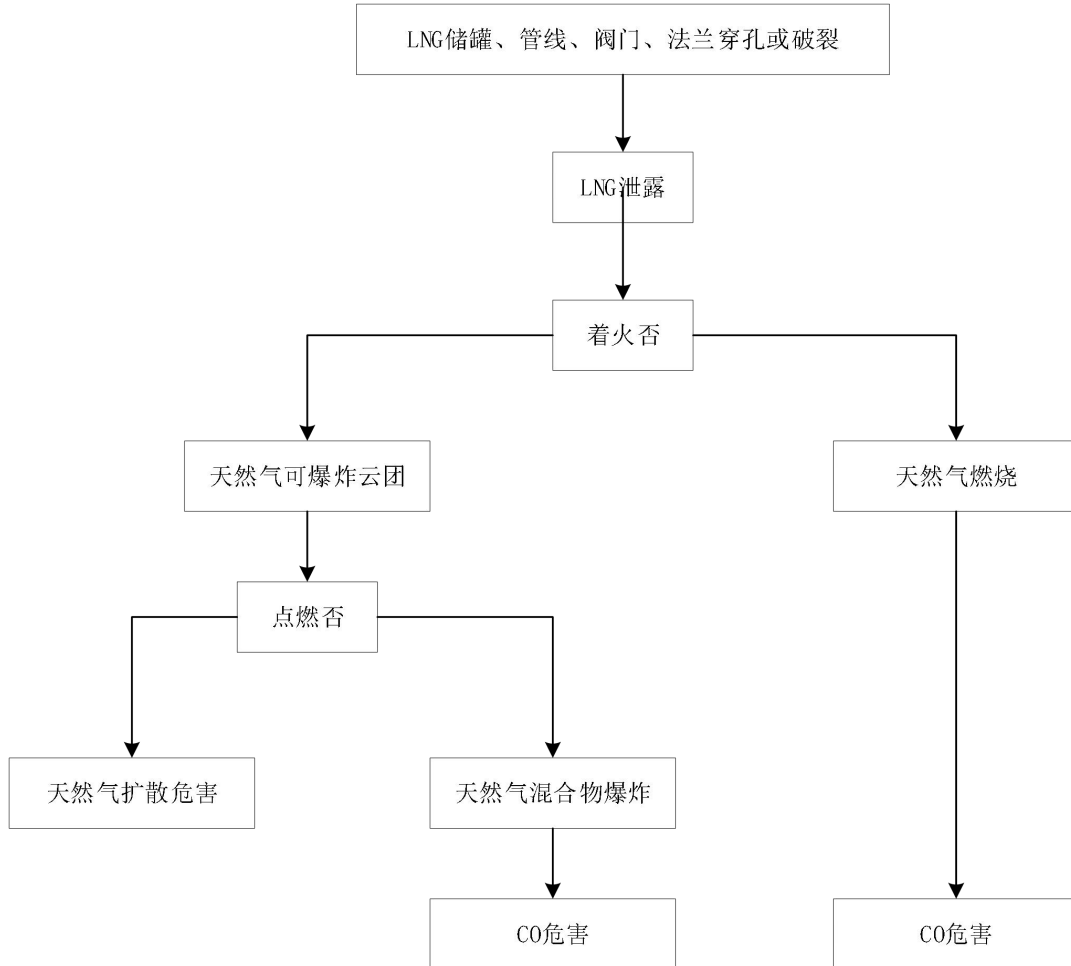 LNG储罐、管线、阀门、法兰穿孔或破裂
LNG泄露
着火否
天然气可爆炸云团
天然气燃烧
点燃否
天然气扩散危害
天然气混合物爆炸
CO危害
CO危害